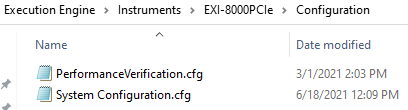 Execution Engine > Instruments > EXI-8000PCIe > Configuration
Name Date modified
PerformanceVerification.cfg 3/1/2021 2:03 PM
System Configuration.cfg 6/18/2021 12:09 PM